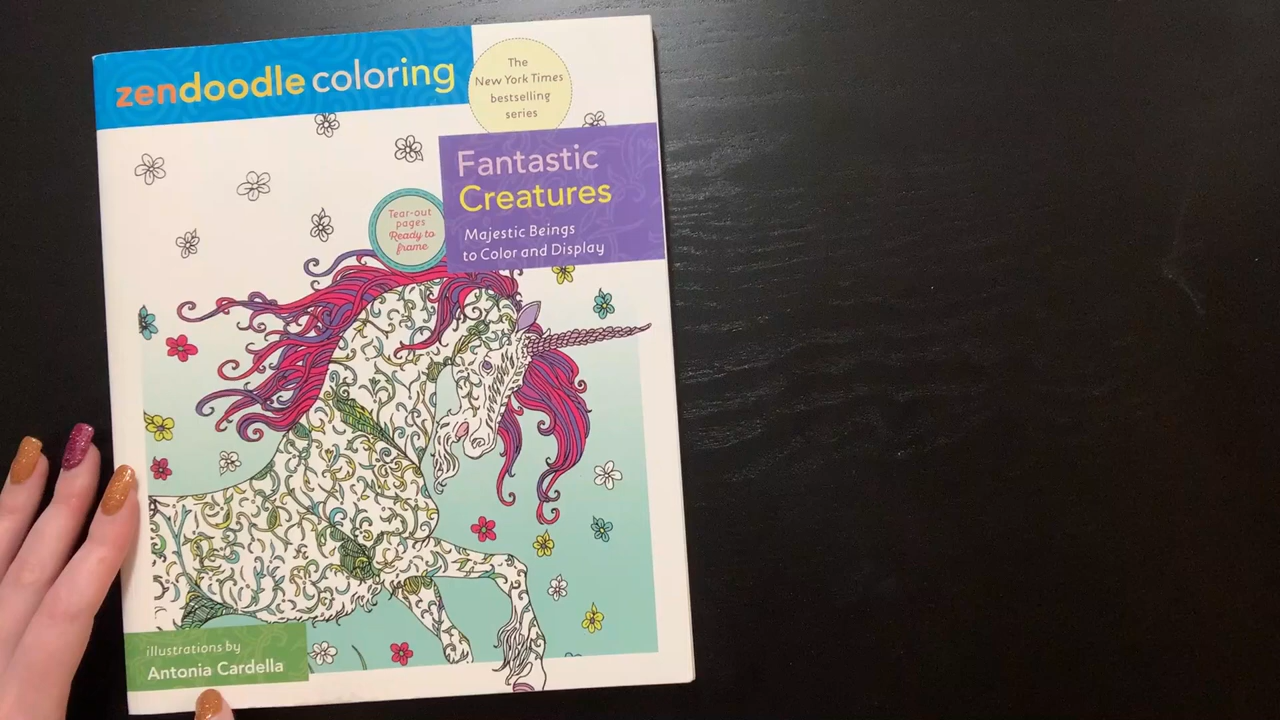 zendoodle coloring
The
New York Times
bestselling
series
Fantastic
Creatures
Majestic Beings
to Color and Display
Tear-out
pages
Ready to
frame
illustrations by
Antonia Cardella